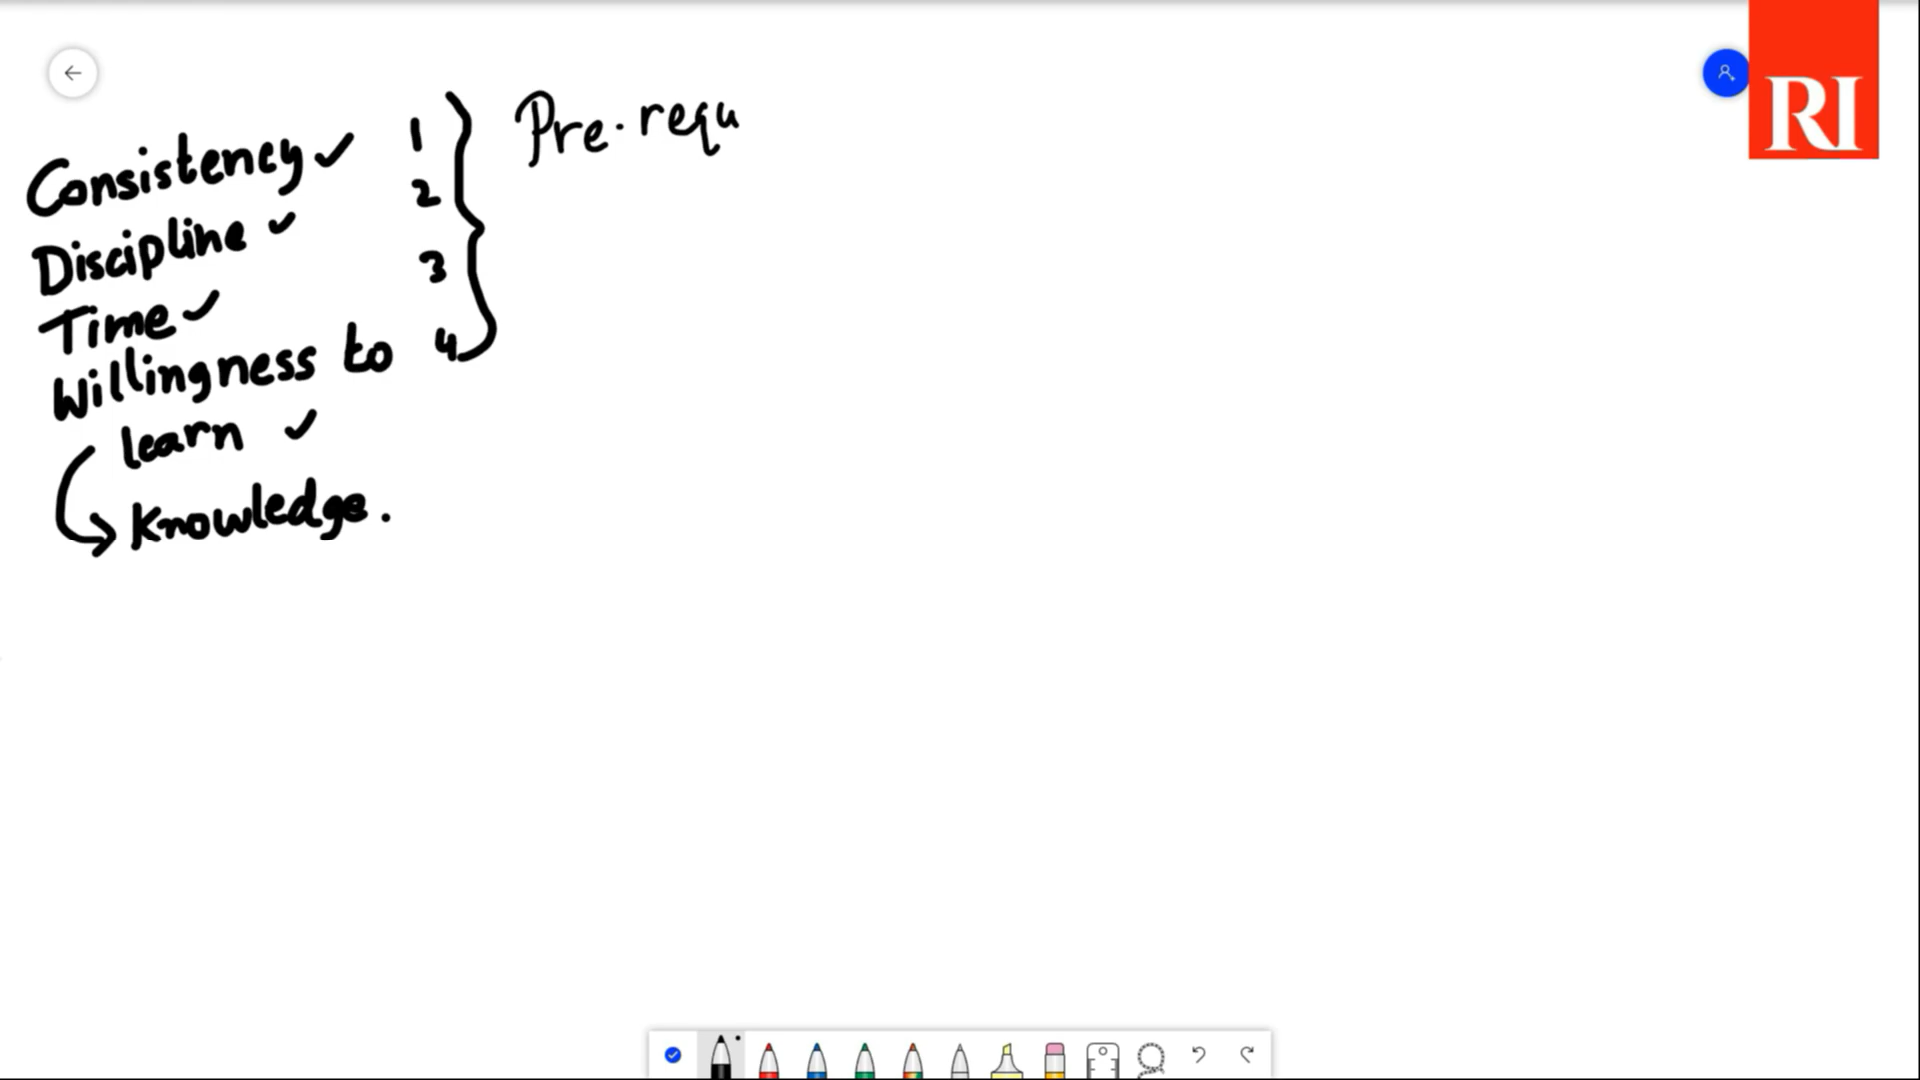 Consistency ✓ 1
Pre-requ
Discipline ✓ 2
Time ✓ 3
Willingness to 4
learn ✓
Knowledge.
RI